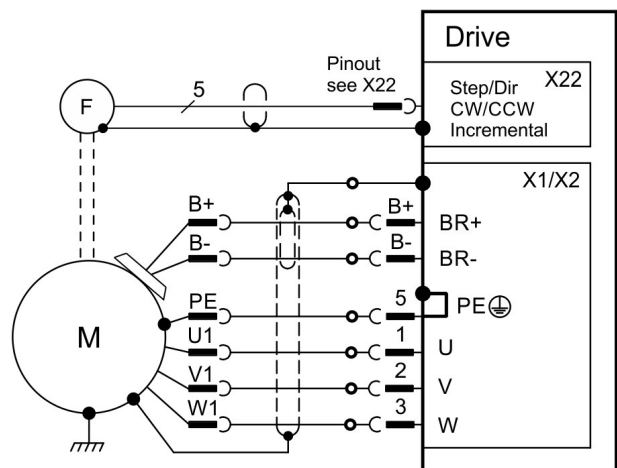 Drive
Pinout
see X22
X22
F
5
Step/Dir
CW/CCW
Incremental
X1/X2
B+
B+
BR+
B-
B-
BR-
PE
5
PE
M
U1
1
U
V1
2
V
W1
3
W